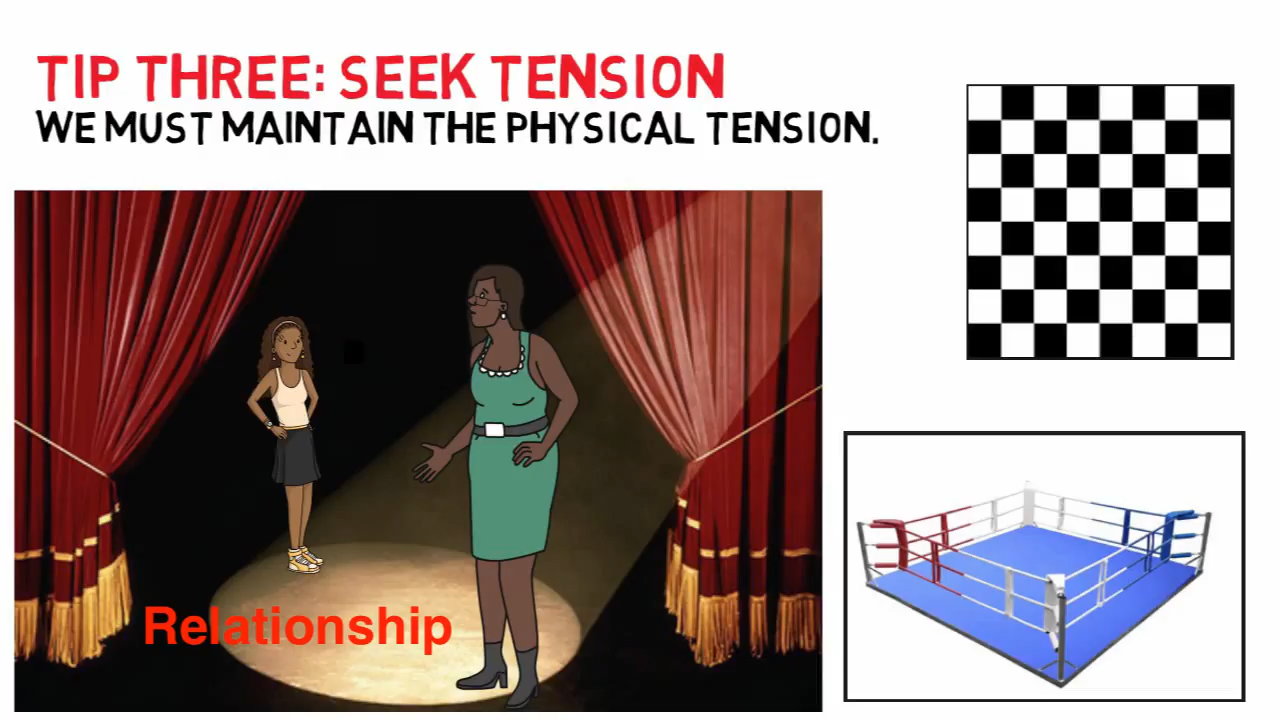 TIP THREE: SEEK TENSION
WE MUST MAINTAIN THE PHYSICAL TENSION.
Relationship